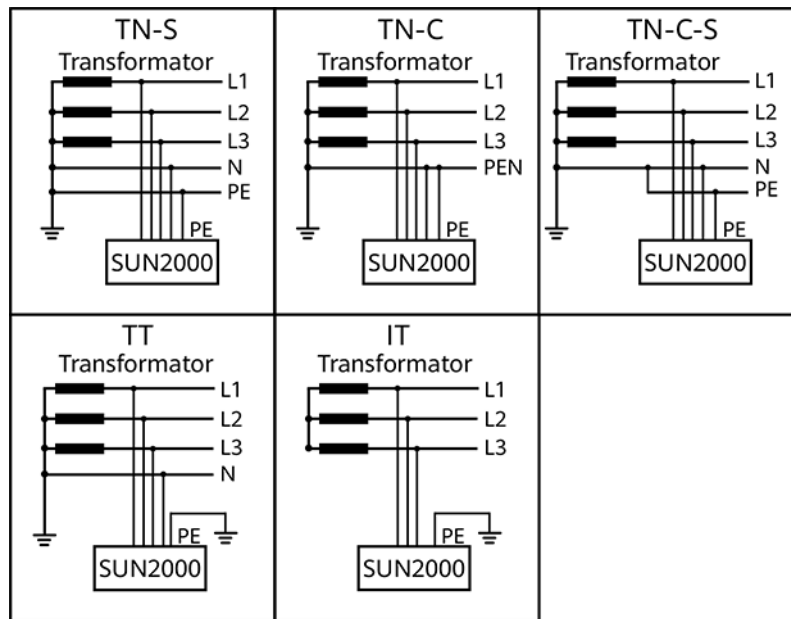 TN-S
Transformator
L1
L2
L3
N
PE
PE
SUN2000
TN-C
Transformator
L1
L2
L3
PEN
PE
SUN2000
TN-C-S
Transformator
L1
L2
L3
N
PE
PE
SUN2000
TT
Transformator
L1
L2
L3
N
PE
SUN2000
IT
Transformator
L1
L2
L3
PE
SUN2000